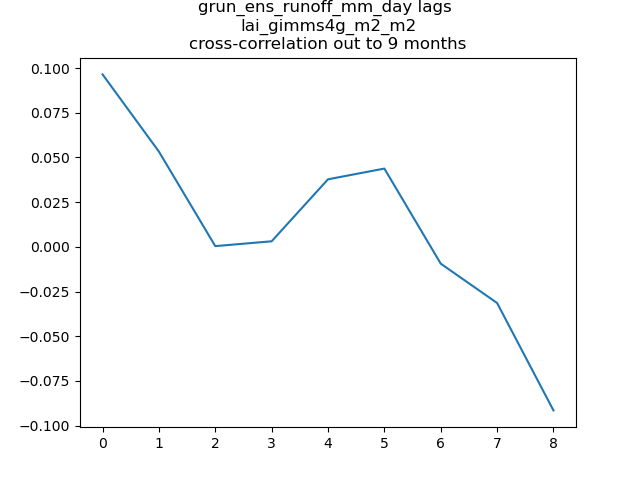 grun_ens_runoff_mm_day lags
lai_gimms4g_m2_m2
cross-correlation out to 9 months
0.100
0.075
0.050
0.025
0.000
−0.025
−0.050
−0.075
−0.100
0 1 2 3 4 5 6 7 8